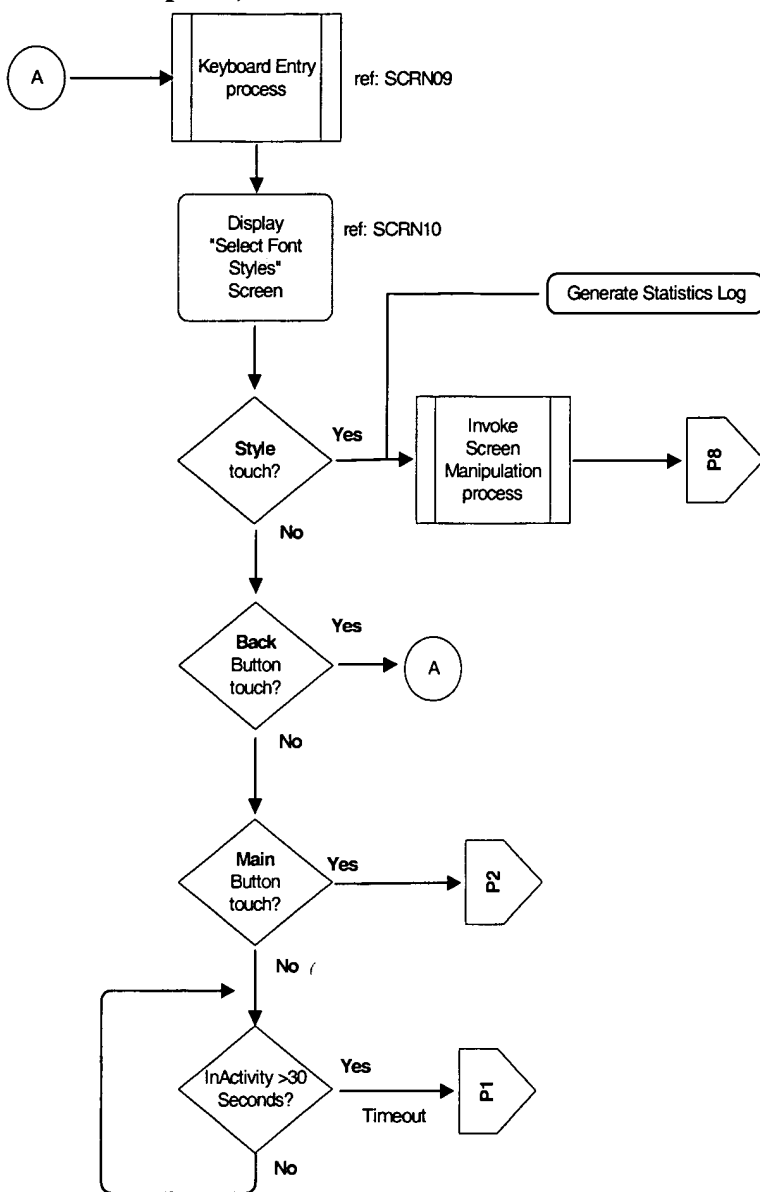 A
Keyboard Entry
process
ref: SCRN09
Display
"Select Font
Styles"
Screen
ref: SCRN10
Generate Statistics Log
Style
touch?
Yes
Invoke
Screen
Manipulation
process
P8
No
Back
Button
touch?
Yes
A
No
Main
Button
touch?
Yes
P2
No
InActivity >30
Seconds?
Yes
Timeout
P1
No